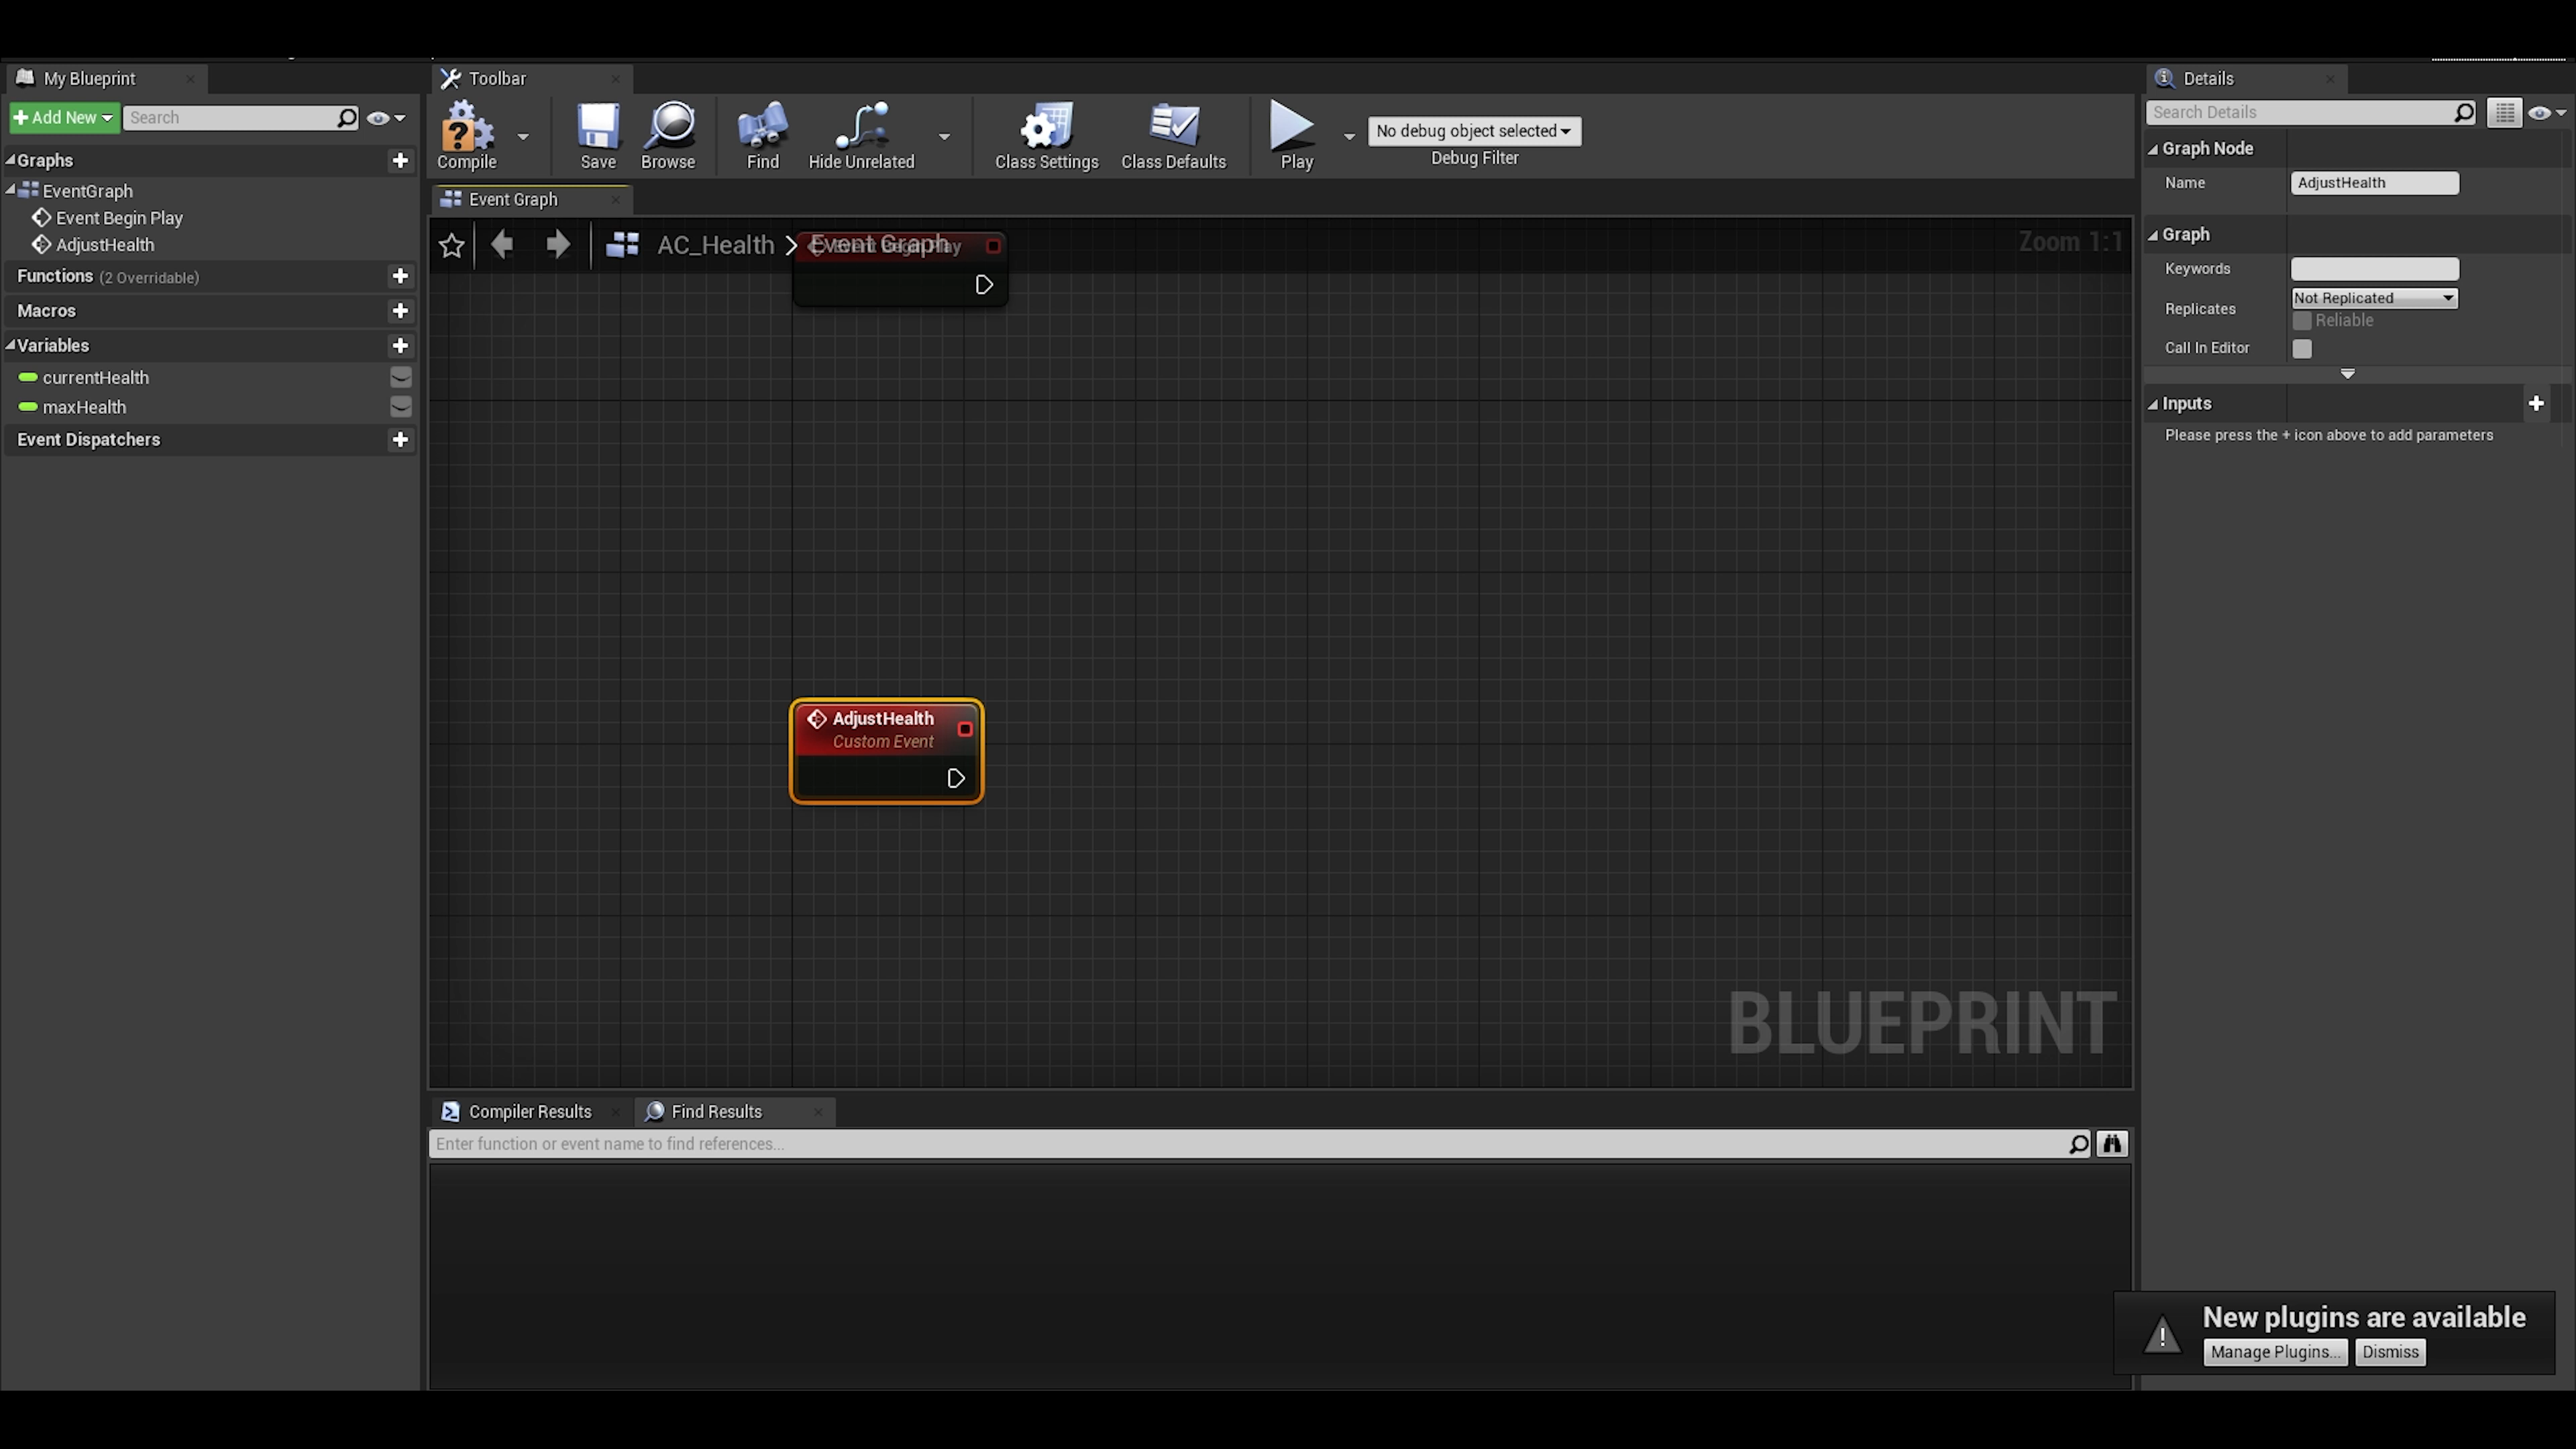 My Blueprint
Add New
Search
Graphs
EventGraph
Event Begin Play
AdjustHealth
Functions (2 Overridable)
Macros
Variables
currentHealth
maxHealth
Event Dispatchers
Toolbar
Compile
Save
Browse
Find
Hide Unrelated
Class Settings
Class Defaults
Play
No debug object selected
Debug Filter
Event Graph
AC_Health > Event Graph
Event Begin Play
Zoom 1:1
AdjustHealth
Custom Event
BLUEPRINT
Compiler Results
Find Results
Enter function or event name to find references...
Details
Search Details
Graph Node
Name
AdjustHealth
Graph
Keywords
Replicates
Not Replicated
Reliable
Call In Editor
Inputs
Please press the + icon above to add parameters
New plugins are available
Manage Plugins...
Dismiss